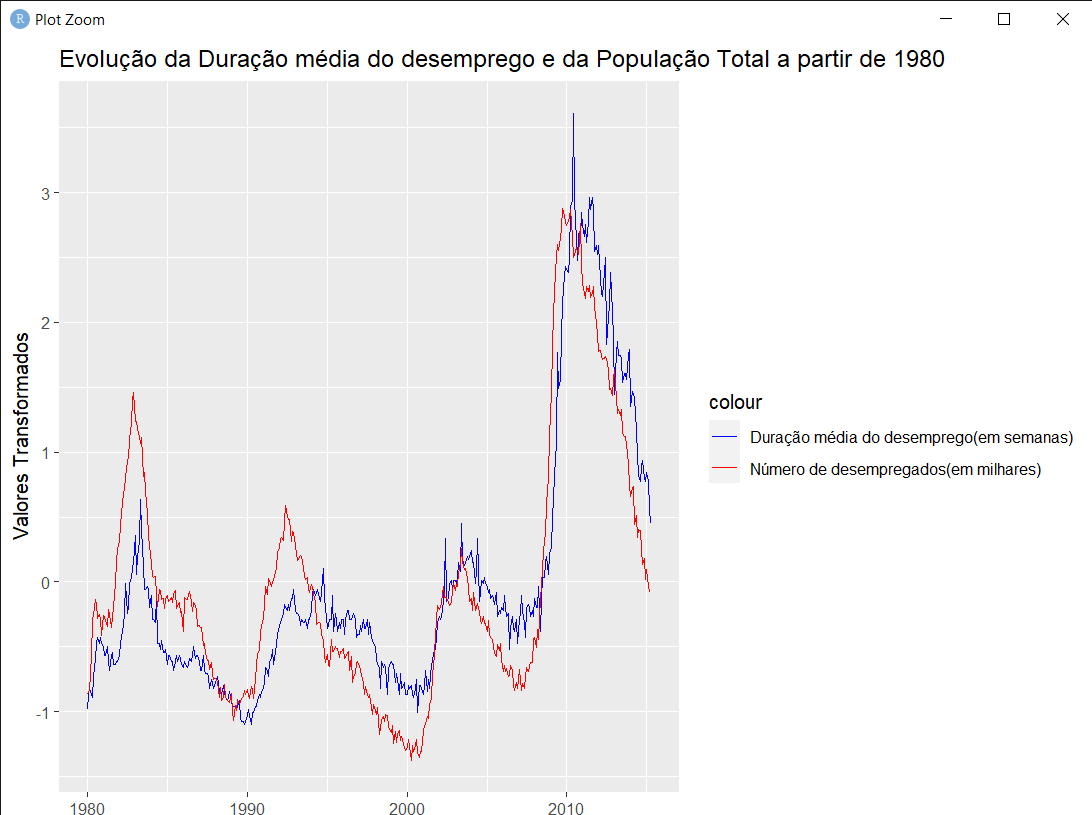 R Plot Zoom
Evolução da Duração média do desemprego e da População Total a partir de 1980
Valores Transformados
3
2
1
0
-1
1980 1990 2000 2010
colour
Duração média do desemprego(em semanas)
Número de desempregados(em milhares)